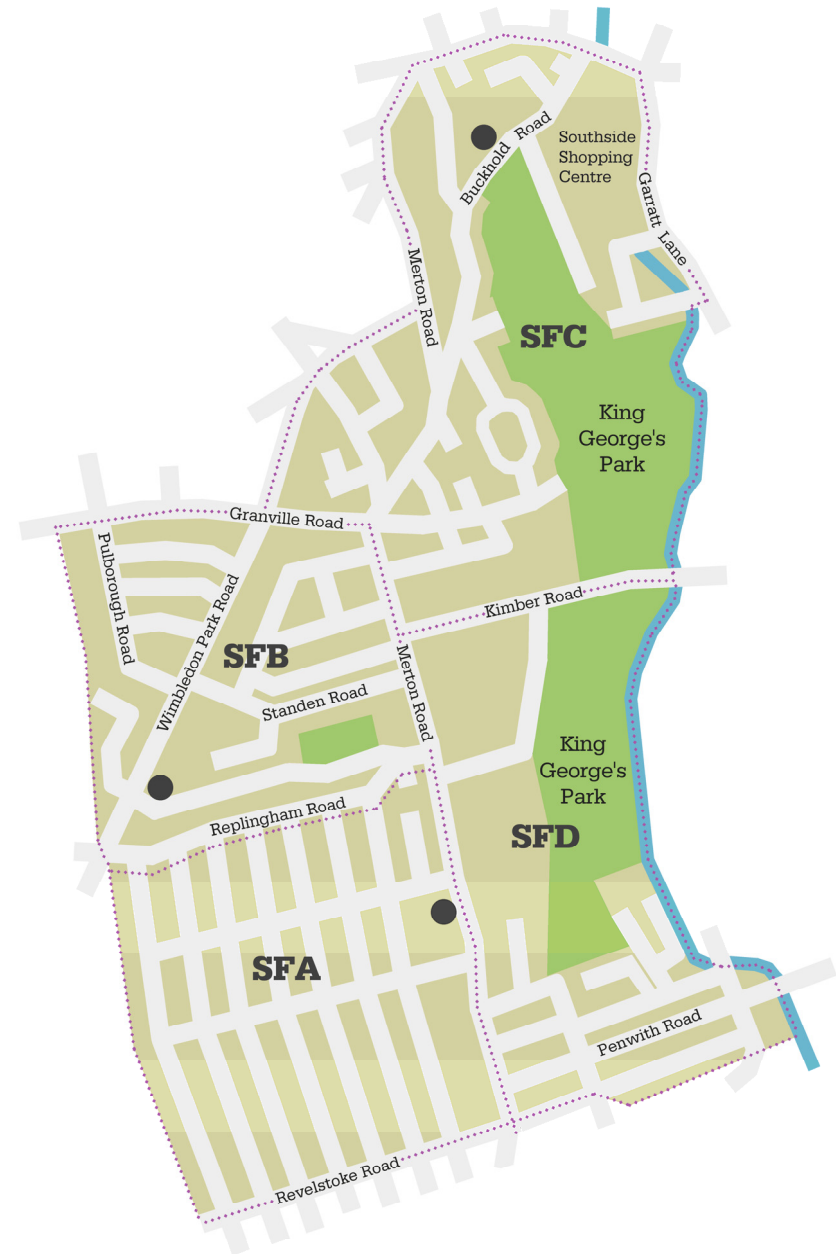 Buckhold Road
Southside
Shopping
Centre
Garratt Lane
Merton Road
SFC
King
George's
Park
Granville Road
Pulborough Road
Wimbledon Park Road
Kimber Road
SFB
Merton Road
Standen Road
King
George's
Park
Replingham Road
SFD
SFA
Penwith Road
Revelstoke Road